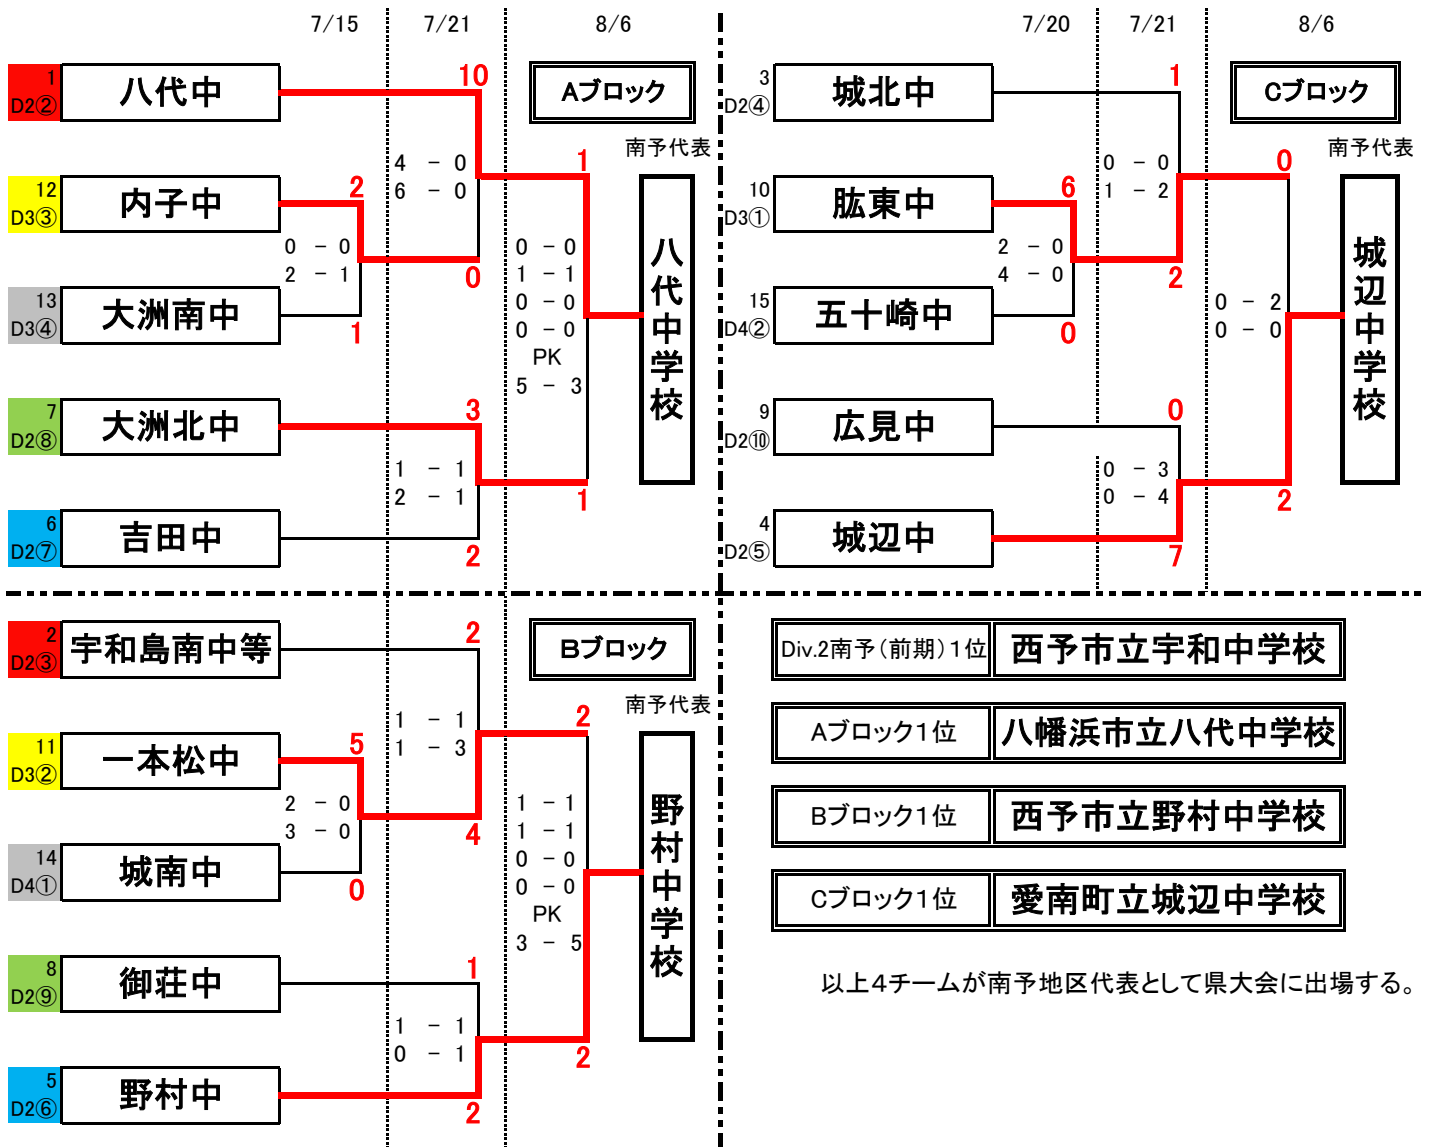 7/15 7/21 8/6
Aブロック
南予代表
1
D2②
八代中
10
4 - 0
6 - 0
12
D3③
内子中
2
0 - 0
2 - 1
13
D3④
大洲南中
1
0
1
0 - 0
1 - 1
0 - 0
0 - 0
PK
5 - 3
八代中学校
7
D2⑧
大洲北中
3
1 - 1
2 - 1
1
6
D2⑦
吉田中
2
7/20 7/21 8/6
Cブロック
南予代表
3
D2④
城北中
1
0 - 0
1 - 2
10
D3①
肱東中
6
2 - 0
4 - 0
15
D4②
五十崎中
0
2
0
0 - 2
0 - 0
城辺中学校
9
D2⑩
広見中
0
0 - 3
0 - 4
2
4
D2⑤
城辺中
7
Bブロック
南予代表
2
D2③
宇和島南中等
2
1 - 1
1 - 3
11
D3②
一本松中
5
2 - 0
3 - 0
14
D4①
城南中
0
4
2
1 - 1
1 - 1
0 - 0
0 - 0
PK
3 - 5
野村中学校
8
D2⑨
御荘中
1
1 - 1
0 - 1
2
5
D2⑥
野村中
2
Div.2南予(前期)1位 西予市立宇和中学校
Aブロック1位 八幡浜市立八代中学校
Bブロック1位 西予市立野村中学校
Cブロック1位 愛南町立城辺中学校
以上4チームが南予地区代表として県大会に出場する。